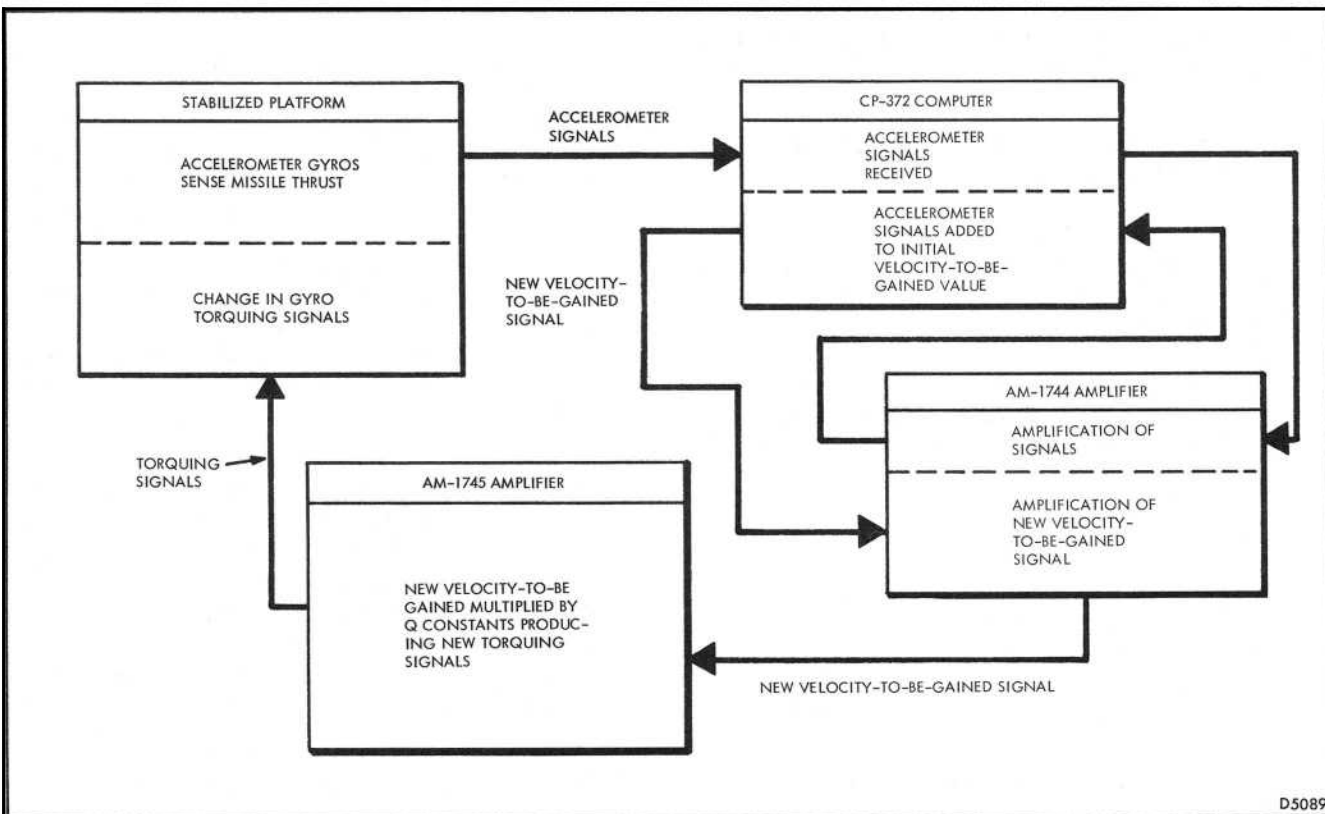 STABILIZED PLATFORM
ACCELEROMETER GYROS
SENSE MISSILE THRUST
CHANGE IN GYRO
TORQUING SIGNALS
ACCELEROMETER
SIGNALS
CP-372 COMPUTER
ACCELEROMETER
SIGNALS
RECEIVED
ACCELEROMETER
SIGNALS ADDED
TO INITIAL
VELOCITY-TO-BE-
GAINED VALUE
NEW VELOCITY-
TO-BE-GAINED
SIGNAL
AM-1744 AMPLIFIER
AMPLIFICATION OF
SIGNALS
AMPLIFICATION OF
NEW VELOCITY-
TO-BE-GAINED
SIGNAL
TORQUING
SIGNALS
AM-1745 AMPLIFIER
NEW VELOCITY-TO-BE
GAINED MULTIPLIED BY
Q CONSTANTS PRODUC-
ING NEW TORQUING
SIGNALS
NEW VELOCITY-TO-BE-GAINED SIGNAL
D5089